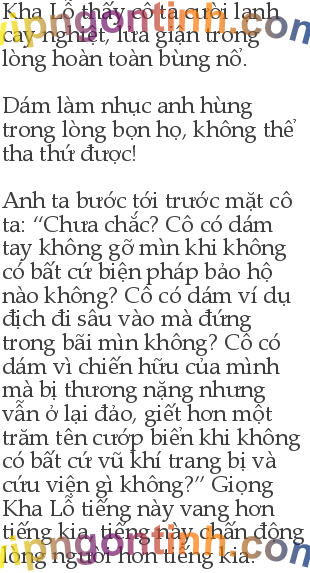 Kha Lỗ thấy cô ta cười lạnh
cay nghiệt, lửa giận trong
lòng hoàn toàn bùng nổ.
Dám làm nhục anh hùng
trong lòng bọn họ, không thể
tha thứ được!
Anh ta bước tới trước mặt cô
ta: “Chưa chắc? Cô có dám
tay không gỡ mìn khi không
có bất cứ biện pháp bảo hộ
nào không? Cô có dám ví dụ
địch đi sâu vào mà đứng
trong bãi mìn không? Cô có
dám vì chiến hữu của mình
mà bị thương nặng nhưng
vẫn ở lại đảo, giết hơn một
trăm tên cướp biển khi không
có bất cứ vũ khí trang bị và
cứu viện gì không?” Giọng
Kha Lỗ tiếng này vang hơn
tiếng kia, tiếng này chấn động
lòng người hơn tiếng kia.
vipngontinh.com
vipngontinh.com